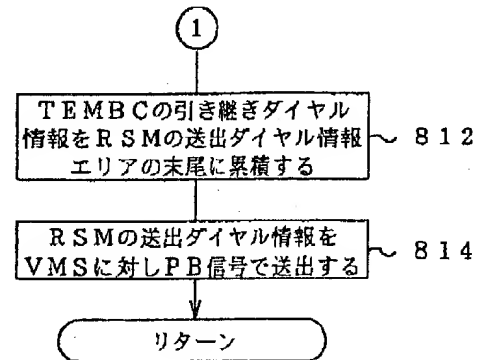 1
TEMBCの引き継ぎダイヤル
情報をRSMの送出ダイヤル情報
エリアの末尾に累積する
812
RSMの送出ダイヤル情報を
VMSに対しPB信号で送出する
814
リターン